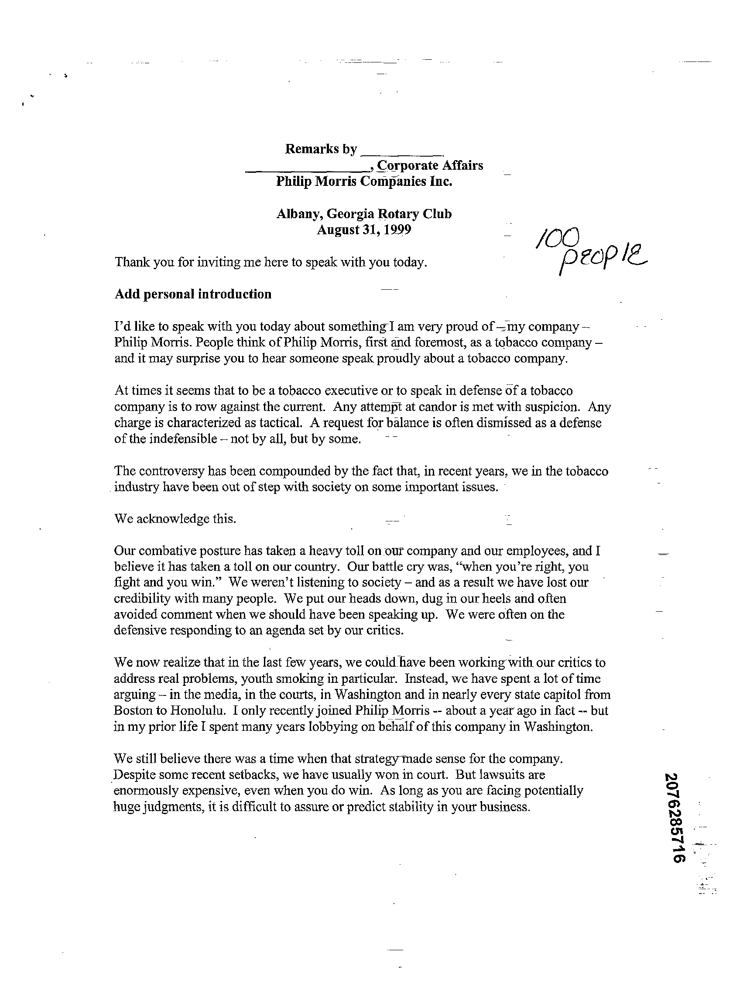 Remarks by ___________
_________________, Corporate Affairs
Philip Morris Companies Inc.
Albany, Georgia Rotary Club
August 31, 1999
100
PEOPLE
Thank you for inviting me here to speak with you today.
Add personal introduction
I'd like to speak with you today about something I am very proud of – my company –
Philip Morris. People think of Philip Morris, first and foremost, as a tobacco company –
and it may surprise you to hear someone speak proudly about a tobacco company.
At times it seems that to be a tobacco executive or to speak in defense of a tobacco
company is to row against the current. Any attempt at candor is met with suspicion. Any
charge is characterized as tactical. A request for balance is often dismissed as a defense
of the indefensible – not by all, but by some.
The controversy has been compounded by the fact that, in recent years, we in the tobacco
industry have been out of step with society on some important issues.
We acknowledge this.
Our combative posture has taken a heavy toll on our company and our employees, and I
believe it has taken a toll on our country. Our battle cry was, "when you're right, you
fight and you win." We weren't listening to society – and as a result we have lost our
credibility with many people. We put our heads down, dug in our heels and often
avoided comment when we should have been speaking up. We were often on the
defensive responding to an agenda set by our critics.
We now realize that in the last few years, we could have been working with our critics to
address real problems, youth smoking in particular. Instead, we have spent a lot of time
arguing – in the media, in the courts, in Washington and in nearly every state capitol from
Boston to Honolulu. I only recently joined Philip Morris -- about a year ago in fact -- but
in my prior life I spent many years lobbying on behalf of this company in Washington.
We still believe there was a time when that strategy made sense for the company.
Despite some recent setbacks, we have usually won in court. But lawsuits are
enormously expensive, even when you do win. As long as you are facing potentially
huge judgments, it is difficult to assure or predict stability in your business.
2076285716